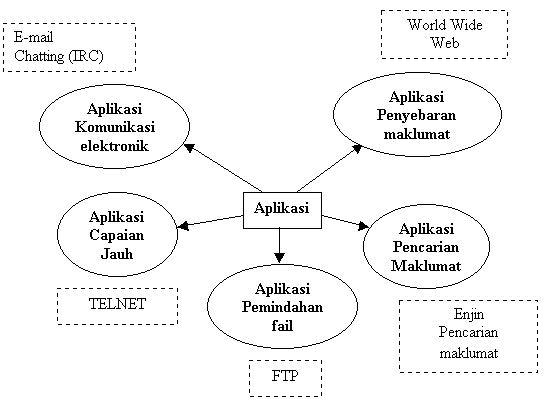 E-mail
Chatting (IRC)
World Wide
Web
Aplikasi
Komunikasi
elektronik
Aplikasi
Penyebaran
maklumat
Aplikasi
Aplikasi
Capaian
Jauh
Aplikasi
Pencarian
Maklumat
Aplikasi
Pemindahan
fail
TELNET
Enjin
Pencarian
maklumat
FTP